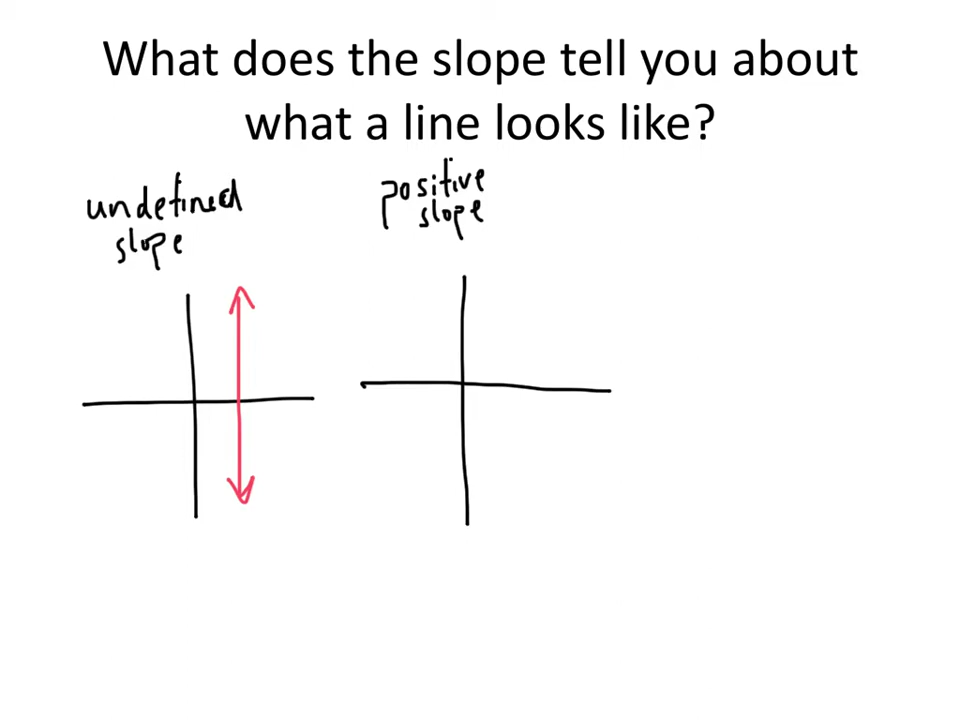 What does the slope tell you about
what a line looks like?
undefined
slope
positive
slope